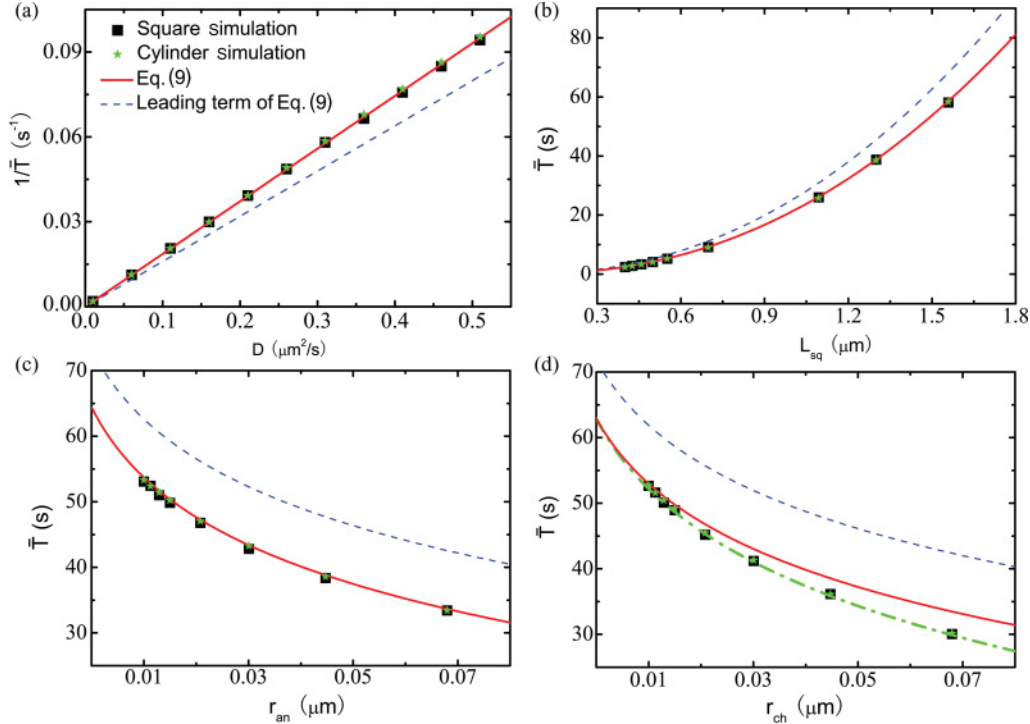 (a)
0.09
0.06
0.03
0.00
1/T̄ (s⁻¹)
Square simulation
Cylinder simulation
Eq. (9)
Leading term of Eq. (9)
0.0 0.1 0.2 0.3 0.4 0.5
D (μm²/s)
(b)
80
60
40
20
0
T̄ (s)
0.3 0.6 0.9 1.2 1.5 1.8
L_sq (μm)
(c)
70
60
50
40
30
T̄ (s)
0.01 0.03 0.05 0.07
r_an (μm)
(d)
70
60
50
40
30
T̄ (s)
0.01 0.03 0.05 0.07
r_ch (μm)